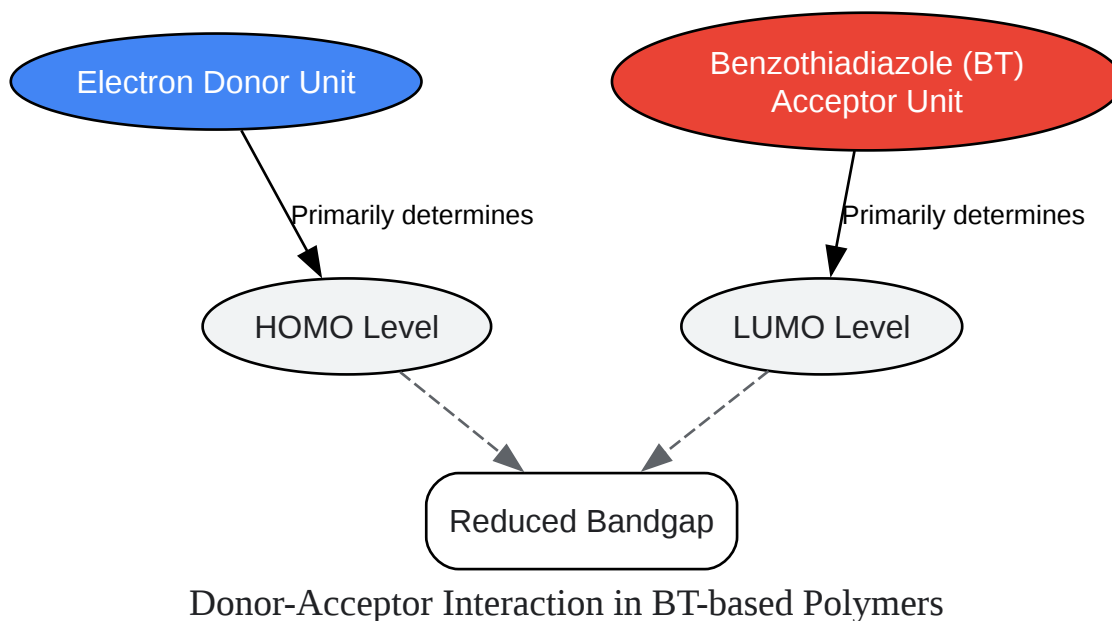 Electron Donor Unit
Benzothiadiazole (BT)
Acceptor Unit
Primarily determines
Primarily determines
HOMO Level
LUMO Level
Reduced Bandgap
Donor-Acceptor Interaction in BT-based Polymers